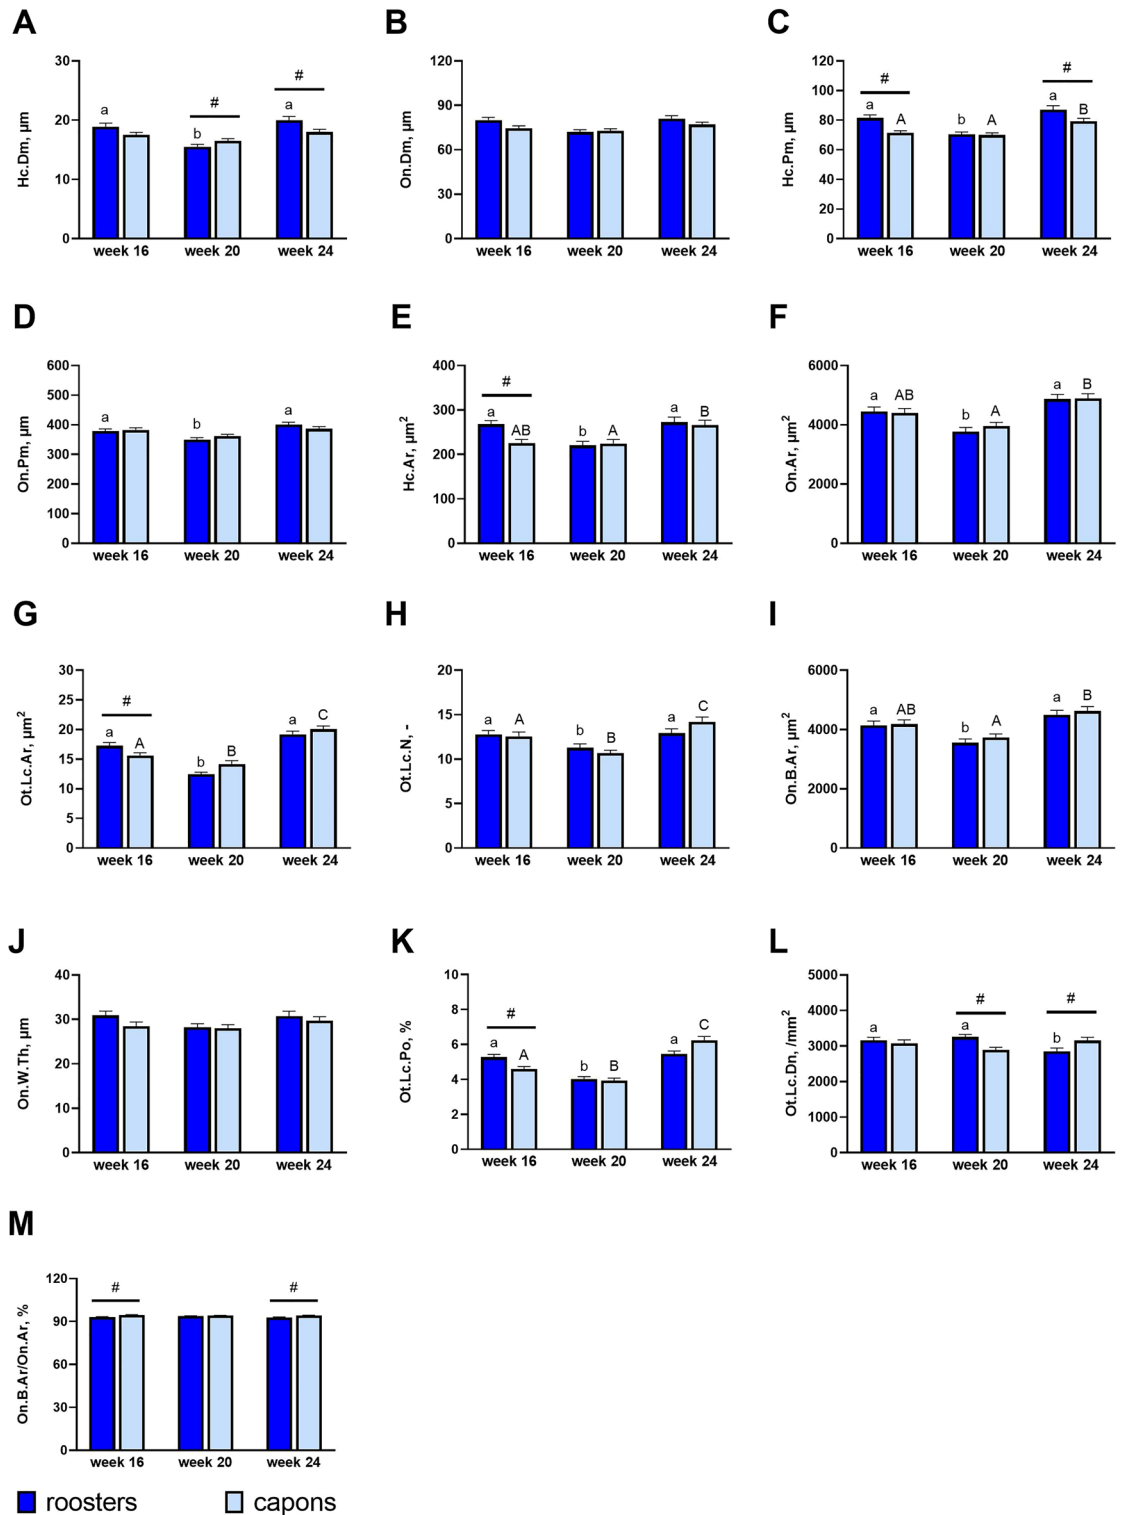 A
Hc.Dm, µm
30
20
10
0
a
#
b
#
a
week 16
week 20
week 24
B
On.Dm, µm
120
90
60
30
0
week 16
week 20
week 24
C
Hc.Pm, µm
120
100
80
60
40
20
0
#
a
A
b
A
#
a
B
week 16
week 20
week 24
D
On.Pm, µm
600
500
400
300
200
100
0
a
b
a
week 16
week 20
week 24
E
Hc.Ar, µm²
400
300
200
100
0
#
a
AB
b
A
a
B
week 16
week 20
week 24
F
On.Ar, µm²
6000
4000
2000
0
a
AB
b
A
a
B
week 16
week 20
week 24
G
Ot.Lc.Ar, µm²
30
25
20
15
10
5
0
#
a
A
b
B
a
C
week 16
week 20
week 24
H
Ot.Lc.N, -
20
15
10
5
0
a
A
b
B
a
C
week 16
week 20
week 24
I
On.B.Ar, µm²
6000
4000
2000
0
a
AB
b
A
a
B
week 16
week 20
week 24
J
On.W.Th, µm
40
30
20
10
0
week 16
week 20
week 24
K
Ot.Lc.Po, %
10
8
6
4
2
0
#
a
A
b
B
a
C
week 16
week 20
week 24
L
Ot.Lc.Dn, /mm²
5000
4000
3000
2000
1000
0
a
#
a
#
b
week 16
week 20
week 24
M
On.B.Ar/On.Ar, %
120
90
60
30
0
#
#
week 16
week 20
week 24
roosters
capons